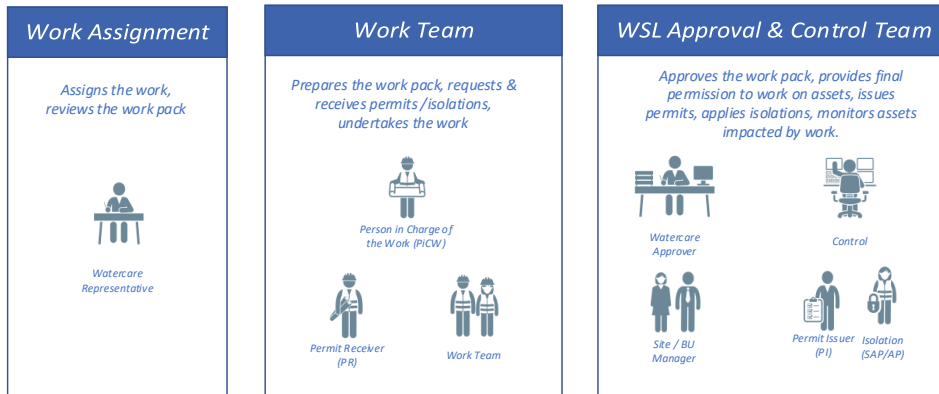 Work Assignment
Assigns the work,
reviews the work pack
Watercare
Representative
Work Team
Prepares the work pack, requests &
receives permits /isolations,
undertakes the work
Person in Charge of
the Work (PiCW)
Permit Receiver
(PR)
Work Team
WSL Approval & Control Team
Approves the work pack, provides final
permission to work on assets, issues
permits, applies isolations, monitors assets
impacted by work.
Watercare
Approver
Control
Site / BU
Manager
Permit Issuer
(PI)
Isolation
(SAP/AP)